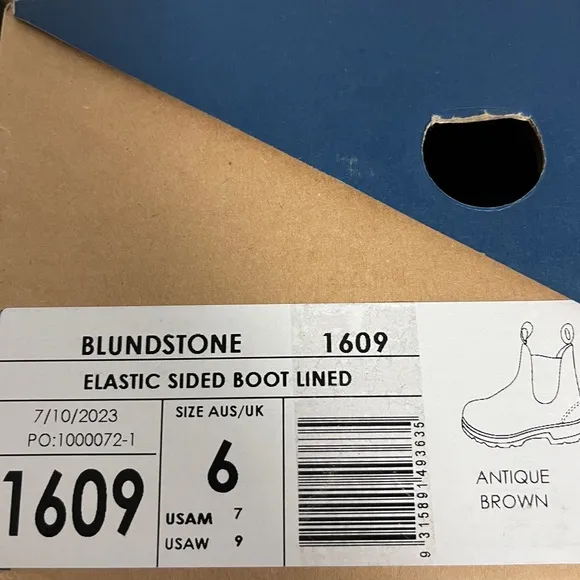 BLUNDSTONE 1609
ELASTIC SIDED BOOT LINED
7/10/2023
PO:1000072-1
1609
SIZE AUS/UK
6
USAM 7
USAW 9
9 315891 493635
ANTIQUE
BROWN